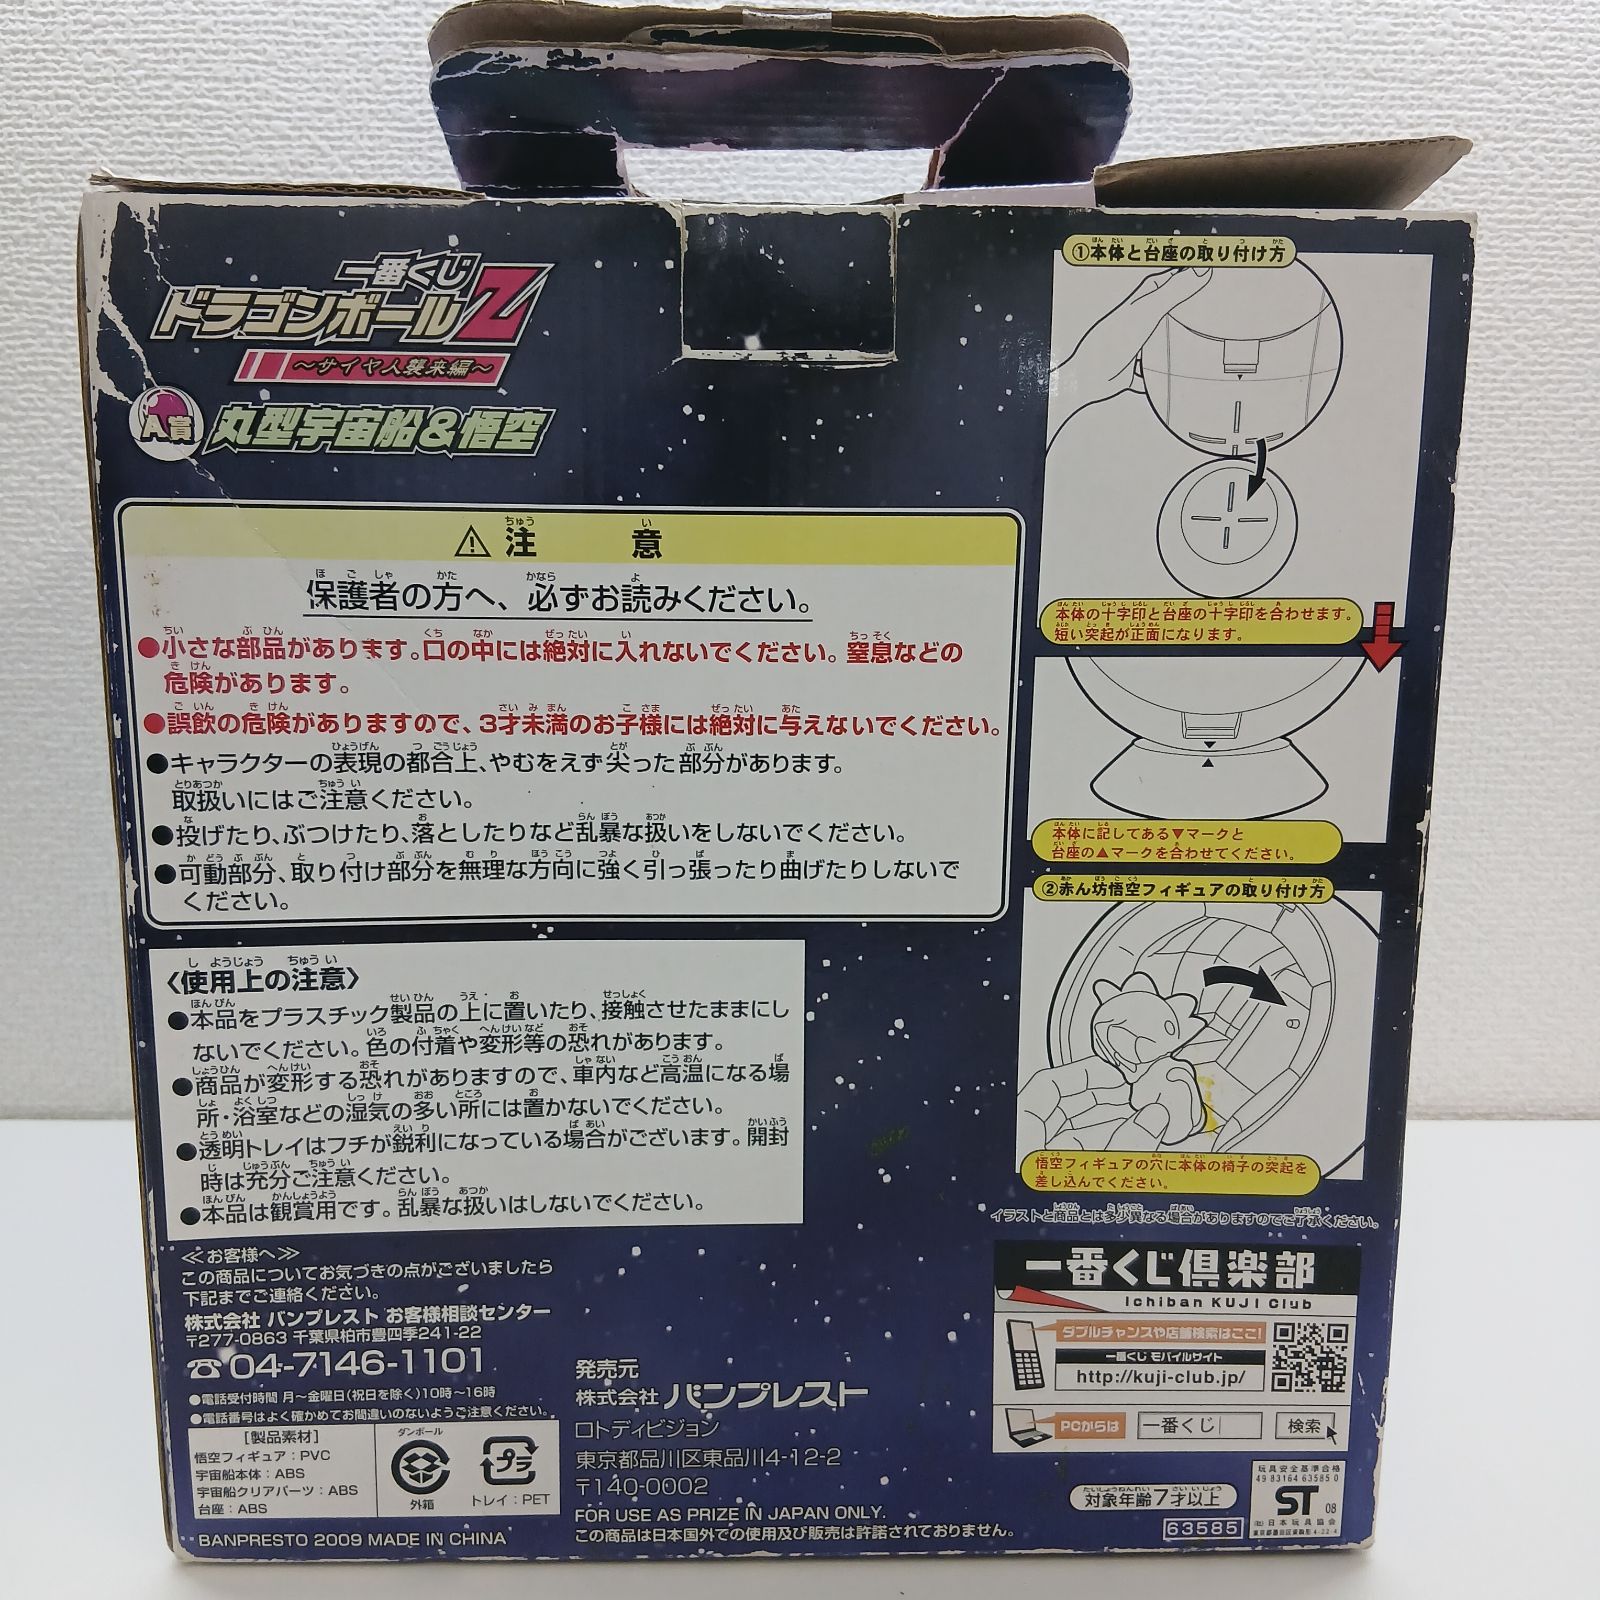 一番くじ
ドラゴンボールZ
～サイヤ人襲来編～
A賞 丸型宇宙船&悟空
⚠注意
保護者の方へ、必ずお読みください。
●小さな部品があります。口の中には絶対に入れないでください。窒息などの
危険があります。
●誤飲の危険がありますので、3才未満のお子様には絶対に与えないでください。
●キャラクターの表現の都合上、やむをえず尖った部分があります。
取扱いにはご注意ください。
●投げたり、ぶつけたり、落としたりなど乱暴な扱いをしないでください。
●可動部分、取り付け部分を無理な方向に強く引っ張ったり曲げたりしないで
ください。
〈使用上の注意〉
●本品をプラスチック製品の上に置いたり、接触させたままにし
ないでください。色の付着や変形等の恐れがあります。
●商品が変形する恐れがありますので、車内など高温になる場
所・浴室などの湿気の多い所には置かないでください。
●透明トレイはフチが鋭利になっている場合がございます。開封
時は充分ご注意ください。
●本品は観賞用です。乱暴な扱いはしないでください。
≪お客様へ≫
この商品についてお気づきの点がございましたら
下記までご連絡ください。
株式会社 バンプレスト お客様相談センター
〒277-0863 千葉県柏市豊四季241-22
☎04-7146-1101
●電話受付時間 月～金曜日(祝日を除く)10時～16時
●電話番号はよく確かめてお間違いのないようご注意ください。
[製品素材]
悟空フィギュア:PVC
宇宙船本体:ABS
宇宙船クリアパーツ:ABS
台座:ABS
ダンボール
外箱
プラ
トレイ:PET
BANPRESTO 2009 MADE IN CHINA
発売元
株式会社 バンプレスト
ロトディビジョン
東京都品川区東品川4-12-2
〒140-0002
FOR USE AS PRIZE IN JAPAN ONLY.
この商品は日本国外での使用及び販売は許諾されておりません。
①本体と台座の取り付け方
本体の十字印と台座の十字印を合わせます。
短い突起が正面になります。
本体に記してある▼マークと
台座の▲マークを合わせてください。
②赤ん坊悟空フィギュアの取り付け方
悟空フィギュアの穴に本体の椅子の突起を
差し込んでください。
イラストと商品とは多少異なる場合がありますのでご了承ください。
一番くじ倶楽部
Ichiban KUJI Club
ダブルチャンスや店舗検索はここ!
一番くじ モバイルサイト
http://kuji-club.jp/
PCからは 一番くじ 検索
対象年齢7才以上
63585
玩具安全基準合格
49 83164 63585 0
ST 08
(社)日本玩具協会
東京都墨田区東駒形4-22-4